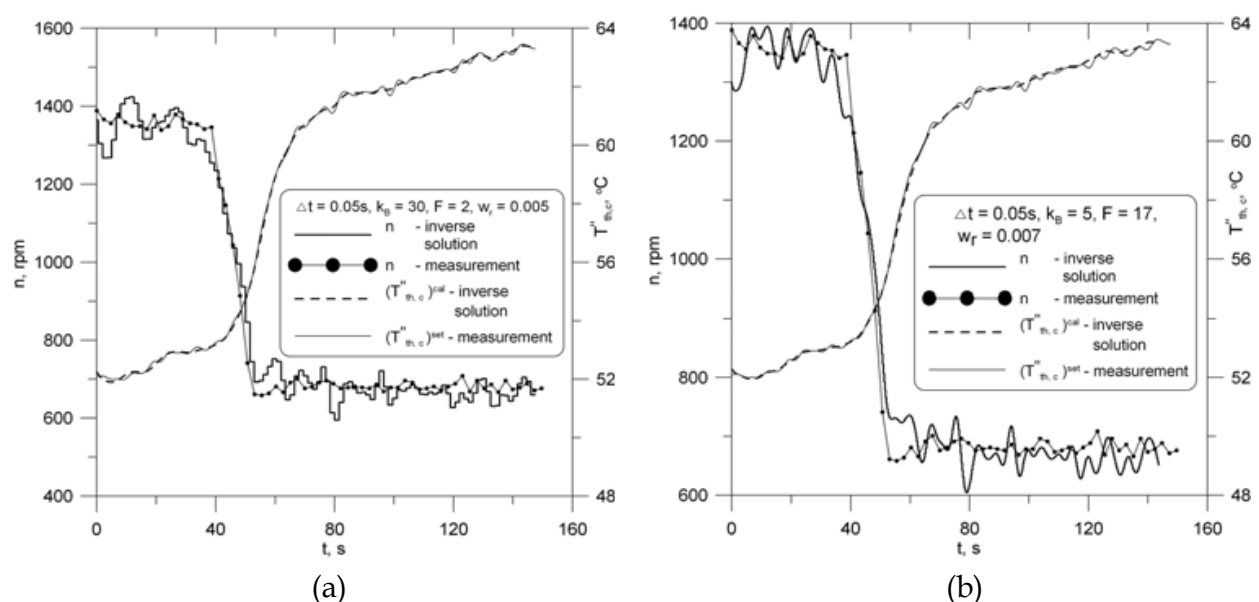 (a)
1600
1400
1200
1000
800
600
400
n, rpm
64
60
56
52
48
T"th,c, °C
0 40 80 120 160
t, s
△t = 0.05s, kB = 30, F = 2, wr = 0.005
n - inverse
solution
n - measurement
(T"th, c)cal - inverse
solution
(T"th, c)set - measurement
(a)
(b)
1400
1200
1000
800
600
n, rpm
64
60
56
52
48
T"th,c, °C
0 40 80 120 160
t, s
△t = 0.05s, kB = 5, F = 17,
wr = 0.007
n - inverse
solution
n - measurement
(T"th, c)cal - inverse
solution
(T"th, c)set - measurement
(b)